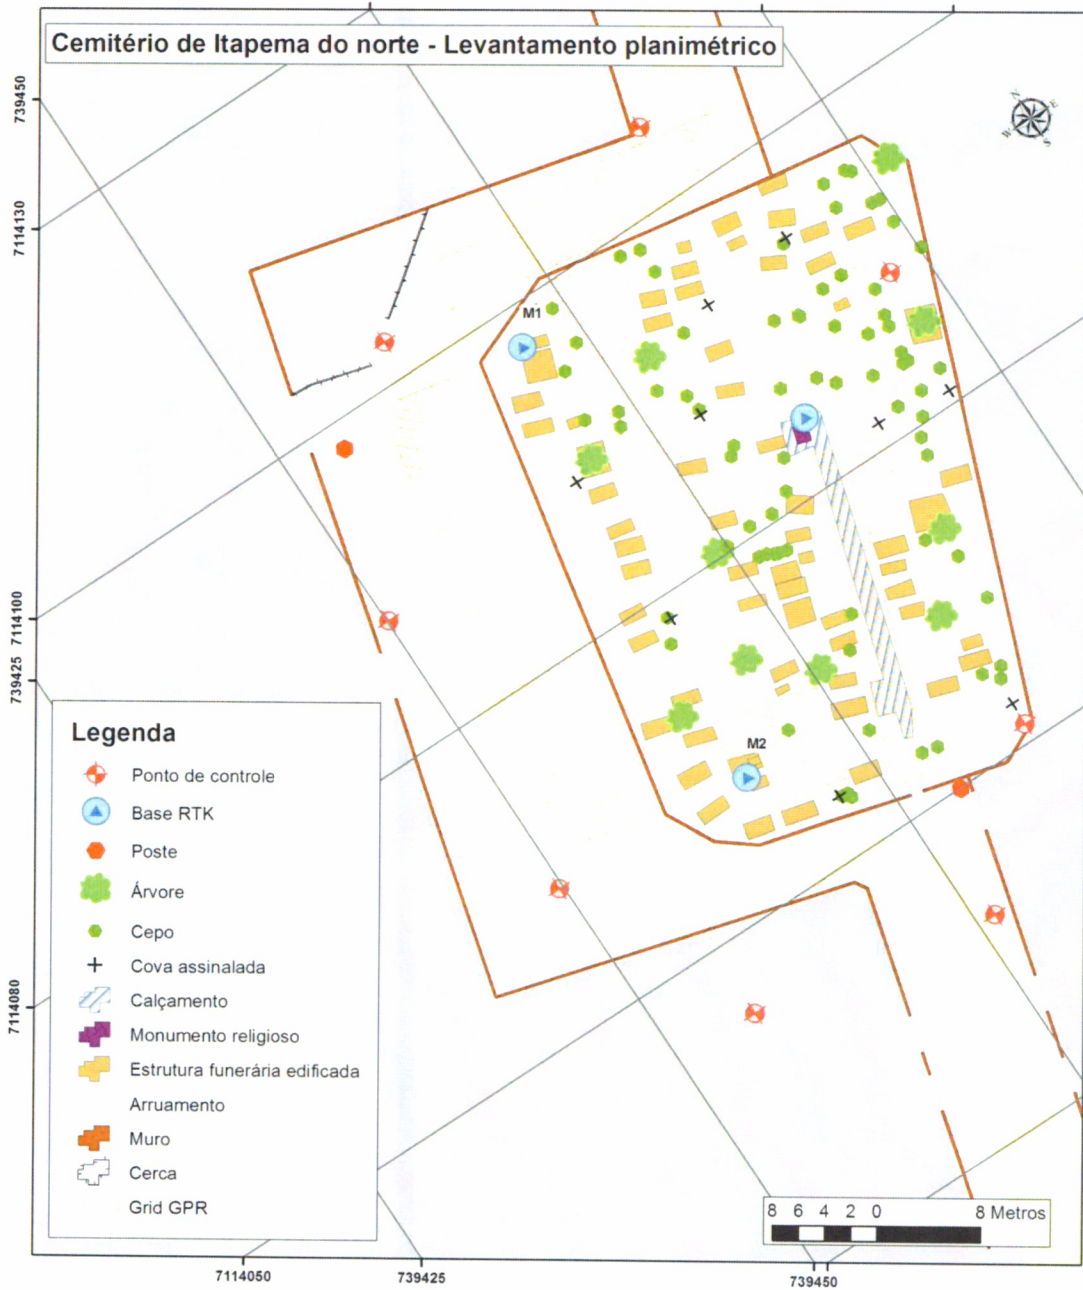 Cemitério de Itapema do norte - Levantamento planimétrico
N
E
W
S
739450
7114130
7114100
739425
7114080
M1
M2
Legenda
Ponto de controle
Base RTK
Poste
Árvore
Cepo
Cova assinalada
Calçamento
Monumento religioso
Estrutura funerária edificada
Arruamento
Muro
Cerca
Grid GPR
8 6 4 2 0 8 Metros
7114050
739425
739450